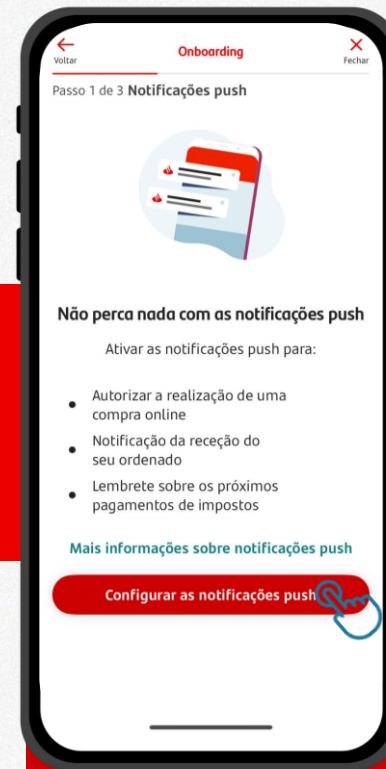 Onboarding
Voltar
Fechar
Passo 1 de 3 Notificações push
Não perca nada com as notificações push
Ativar as notificações push para:
Autorizar a realização de uma
compra online
Notificação da receção do
seu ordenado
Lembrete sobre os próximos
pagamentos de impostos
Mais informações sobre notificações push
Configurar as notificações push